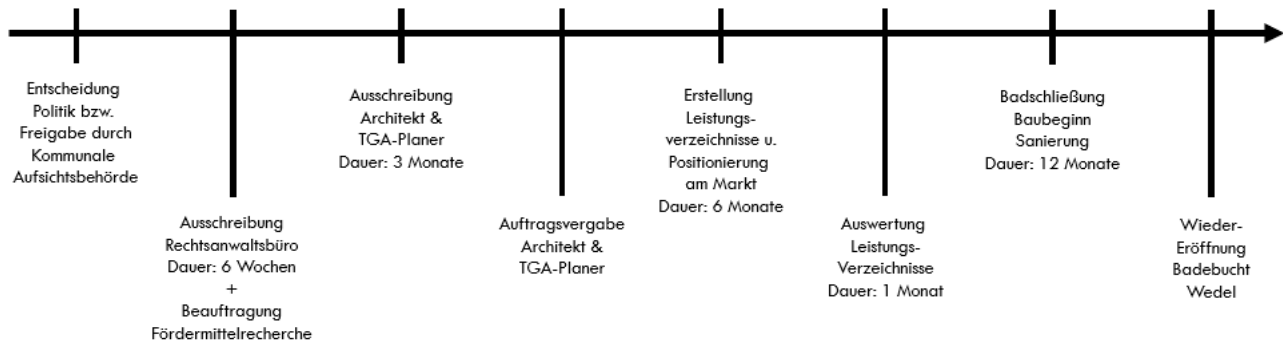 Entscheidung
Politik bzw.
Freigabe durch
Kommunale
Aufsichtsbehörde
Ausschreibung
Rechtsanwaltsbüro
Dauer: 6 Wochen
+
Beauftragung
Fördermittelrecherche
Ausschreibung
Architekt &
TGA-Planer
Dauer: 3 Monate
Auftragsvergabe
Architekt &
TGA-Planer
Erstellung
Leistungs-
verzeichnisse u.
Positionierung
am Markt
Dauer: 6 Monate
Auswertung
Leistungs-
Verzeichnisse
Dauer: 1 Monat
Badschließung
Baubeginn
Sanierung
Dauer: 12 Monate
Wieder-
Eröffnung
Badebucht
Wedel